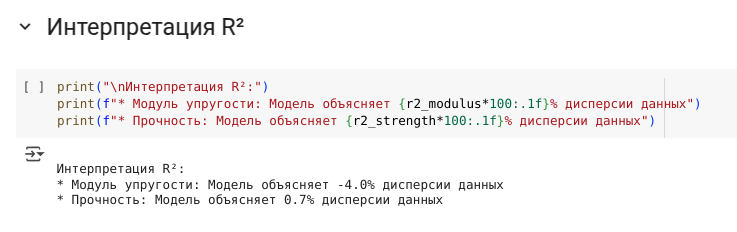 Интерпретация R²
[ ] print("\nИнтерпретация R²:")
print(f"* Модуль упругости: Модель объясняет {r2_modulus*100:.1f}% дисперсии данных")
print(f"* Прочность: Модель объясняет {r2_strength*100:.1f}% дисперсии данных")
Интерпретация R²:
* Модуль упругости: Модель объясняет -4.0% дисперсии данных
* Прочность: Модель объясняет 0.7% дисперсии данных